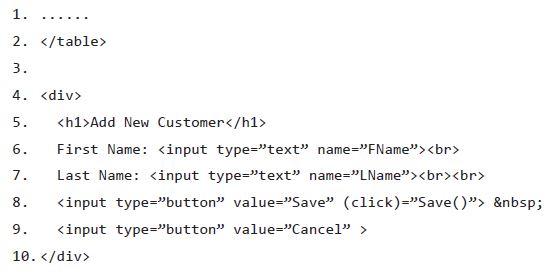 1. ......
2. </table>
3.
4. <div>
5. <h1>Add New Customer</h1>
6. First Name: <input type=”text” name=”FName”><br>
7. Last Name: <input type=”text” name=”LName”><br><br>
8. <input type=”button” value=”Save” (click)=”Save()”> &nbsp;
9. <input type=”button” value=”Cancel” >
10. </div>